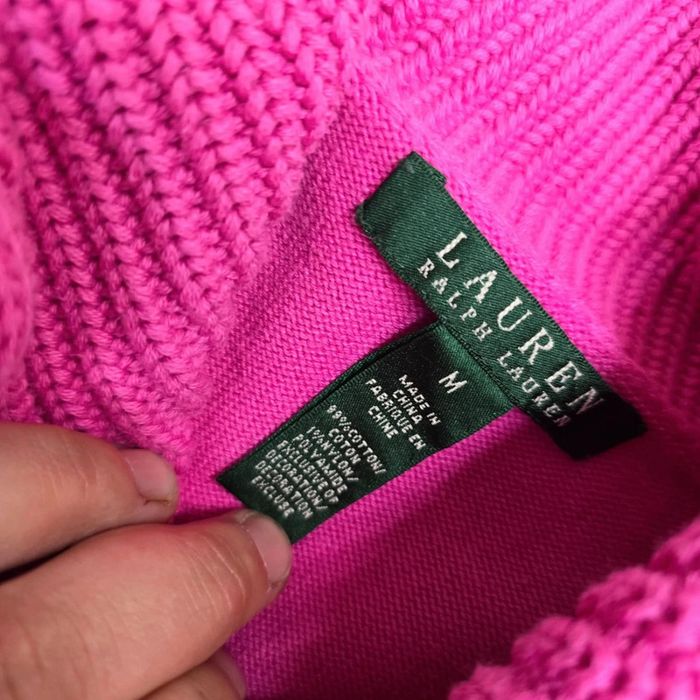 LAUREN
RALPH LAUREN
M
MADE IN
CHINA
FABRIQUE EN
CHINE
99%COTTON/
COTON
1%NYLON/
POLYAMIDE
EXCLUSIVE OF
DECORATION/
DECORATION
EXCLUSE